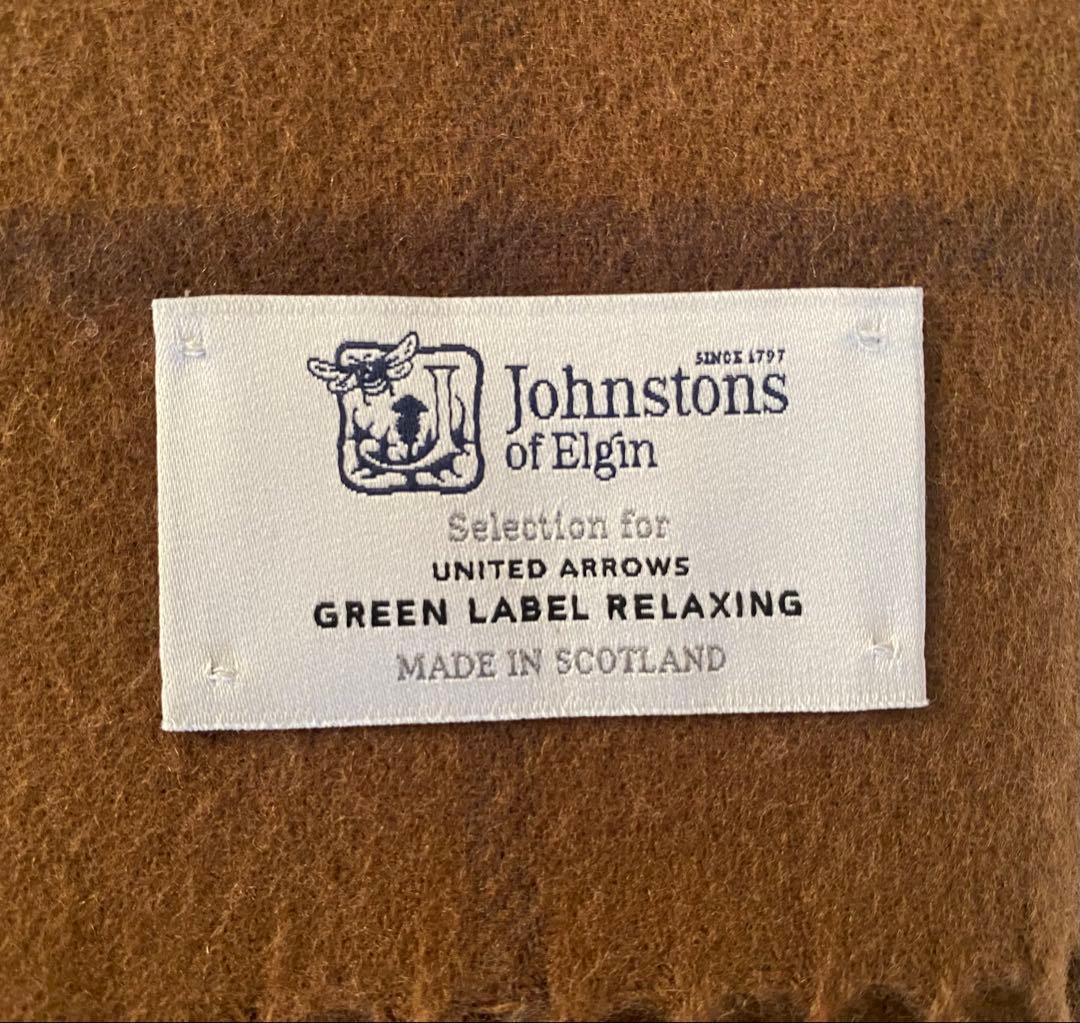 SINCE 1797
Johnstons
of Elgin
Selection for
UNITED ARROWS
GREEN LABEL RELAXING
MADE IN SCOTLAND